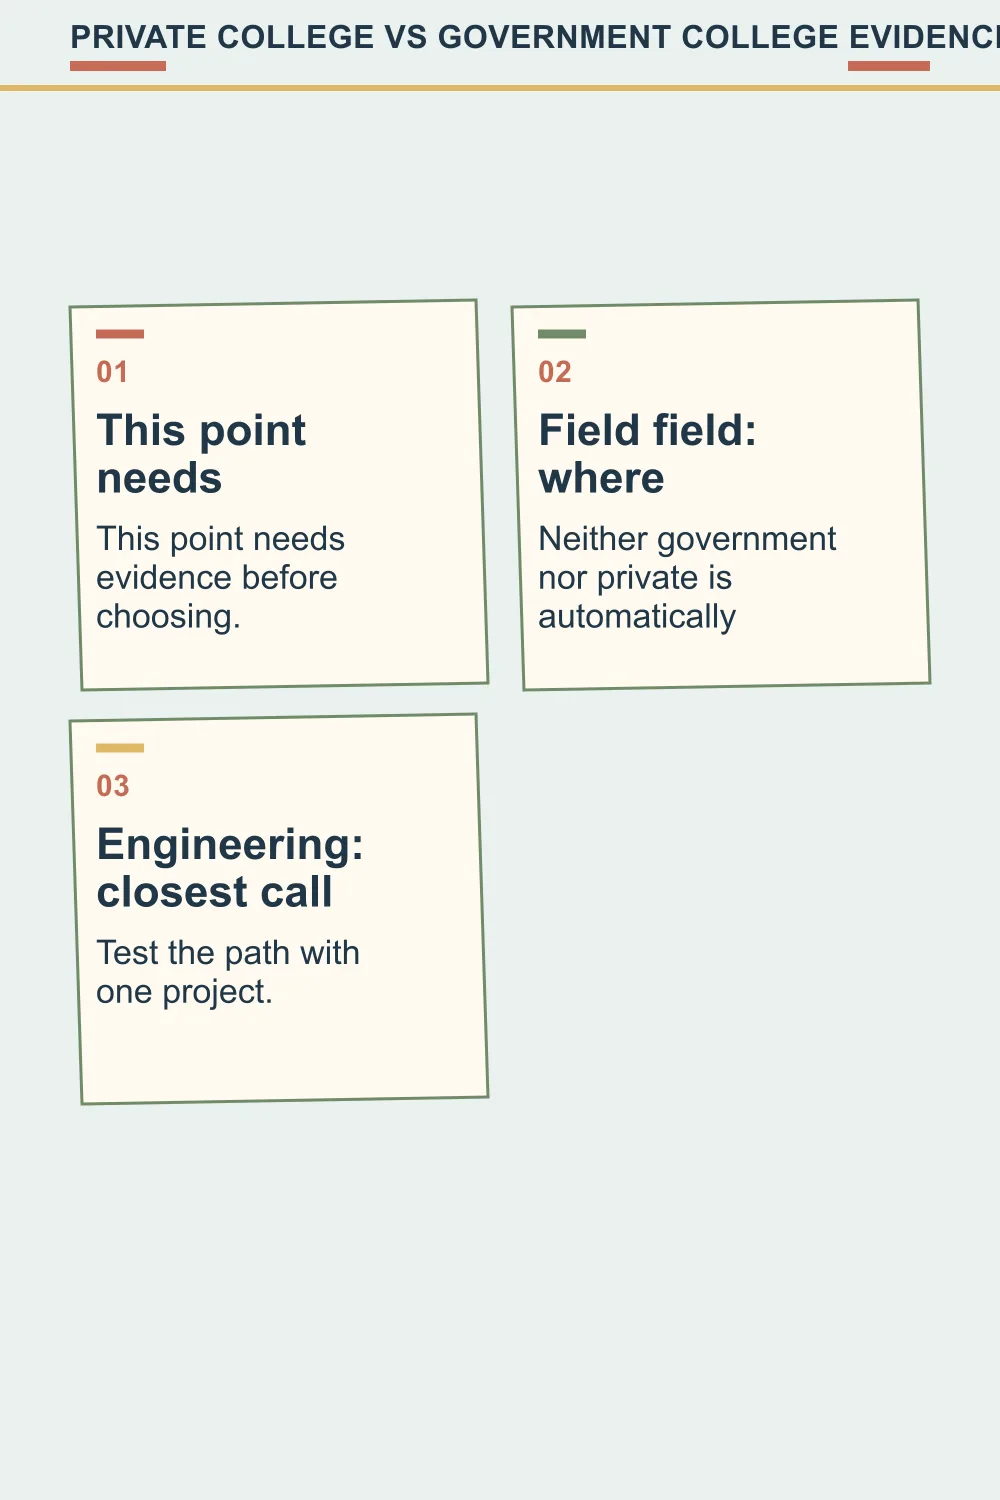 PRIVATE COLLEGE VS GOVERNMENT COLLEGE
01
This point
needs
This point needs
evidence before
choosing.
02
Field field:
where
Neither government
nor private is
automatically
03
Engineering:
closest call
Test the path with
one project.